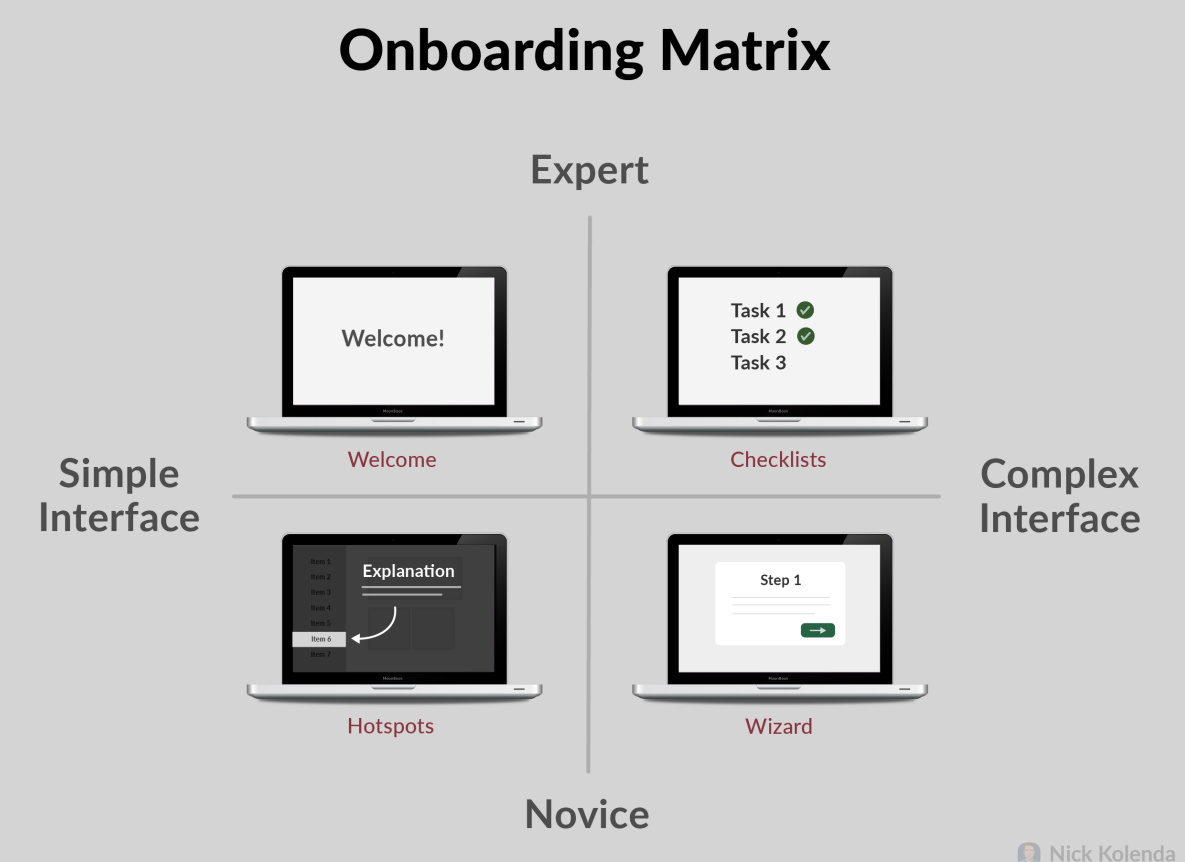 Onboarding Matrix
Expert
Welcome!
Task 1
Task 2
Task 3
Welcome
Checklists
Simple
Interface
Complex
Interface
Item 1
Item 2
Item 3
Item 4
Item 5
Item 6
Item 7
Explanation
Step 1
Hotspots
Wizard
Novice
Nick Kolenda